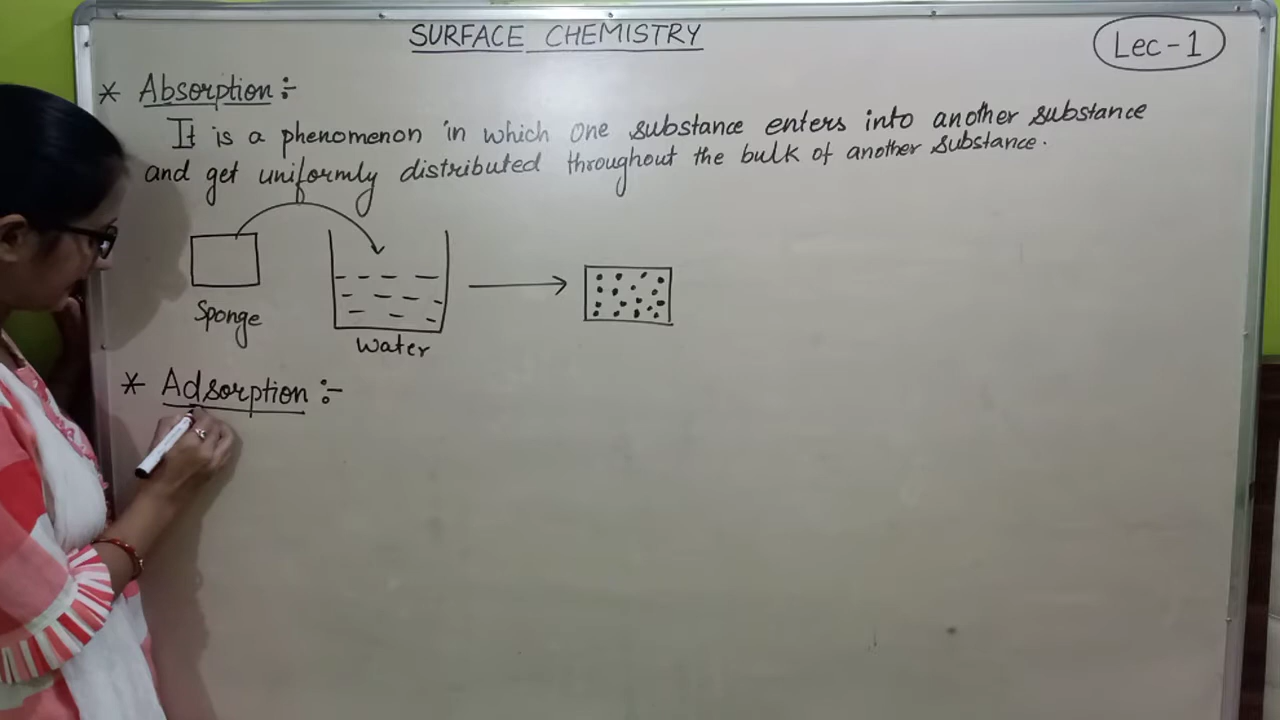 SURFACE CHEMISTRY
Lec-1
* Absorption :-
It is a phenomenon in which one substance enters into another substance
and get uniformly distributed throughout the bulk of another substance.
Sponge
Water
* Adsorption :-